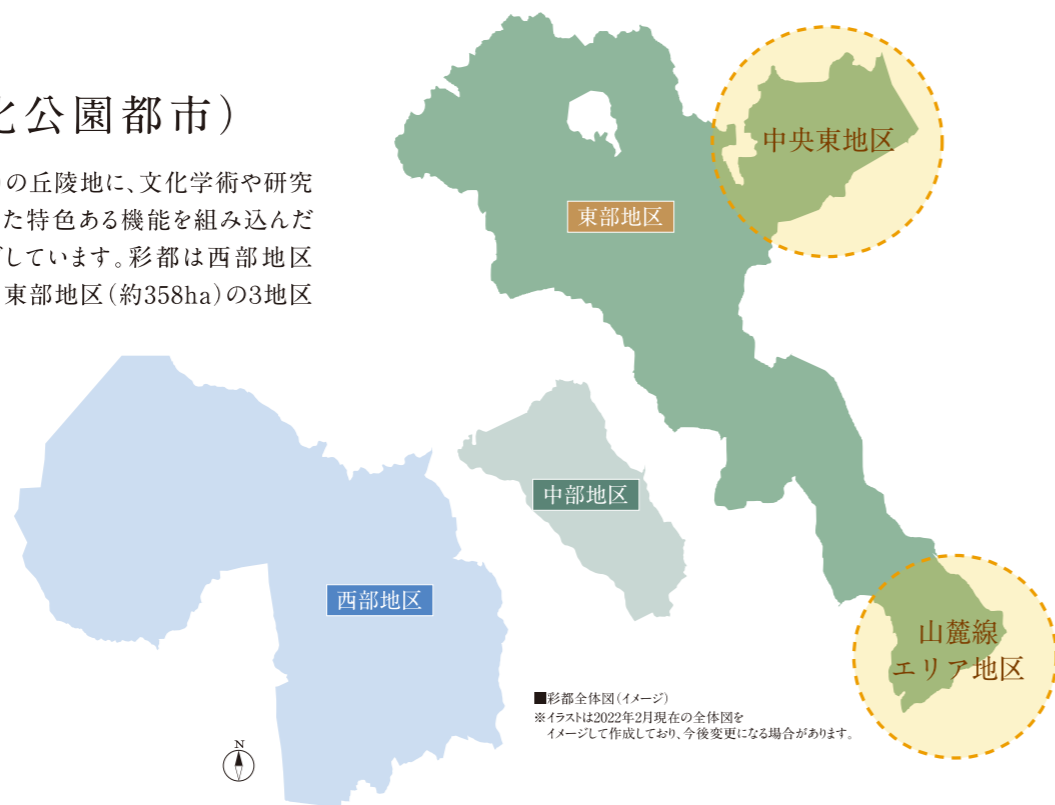 化公園都市）
の丘陵地に、文化学術や研究
た特色ある機能を組み込んだ
しています。彩都は西部地区
東部地区（約358ha）の3地区
中央東地区
東部地区
中部地区
西部地区
山麓線
エリア地区
■彩都全体図（イメージ）
※イラストは2022年2月現在の全体図を
イメージして作成しており、今後変更になる場合があります。
N